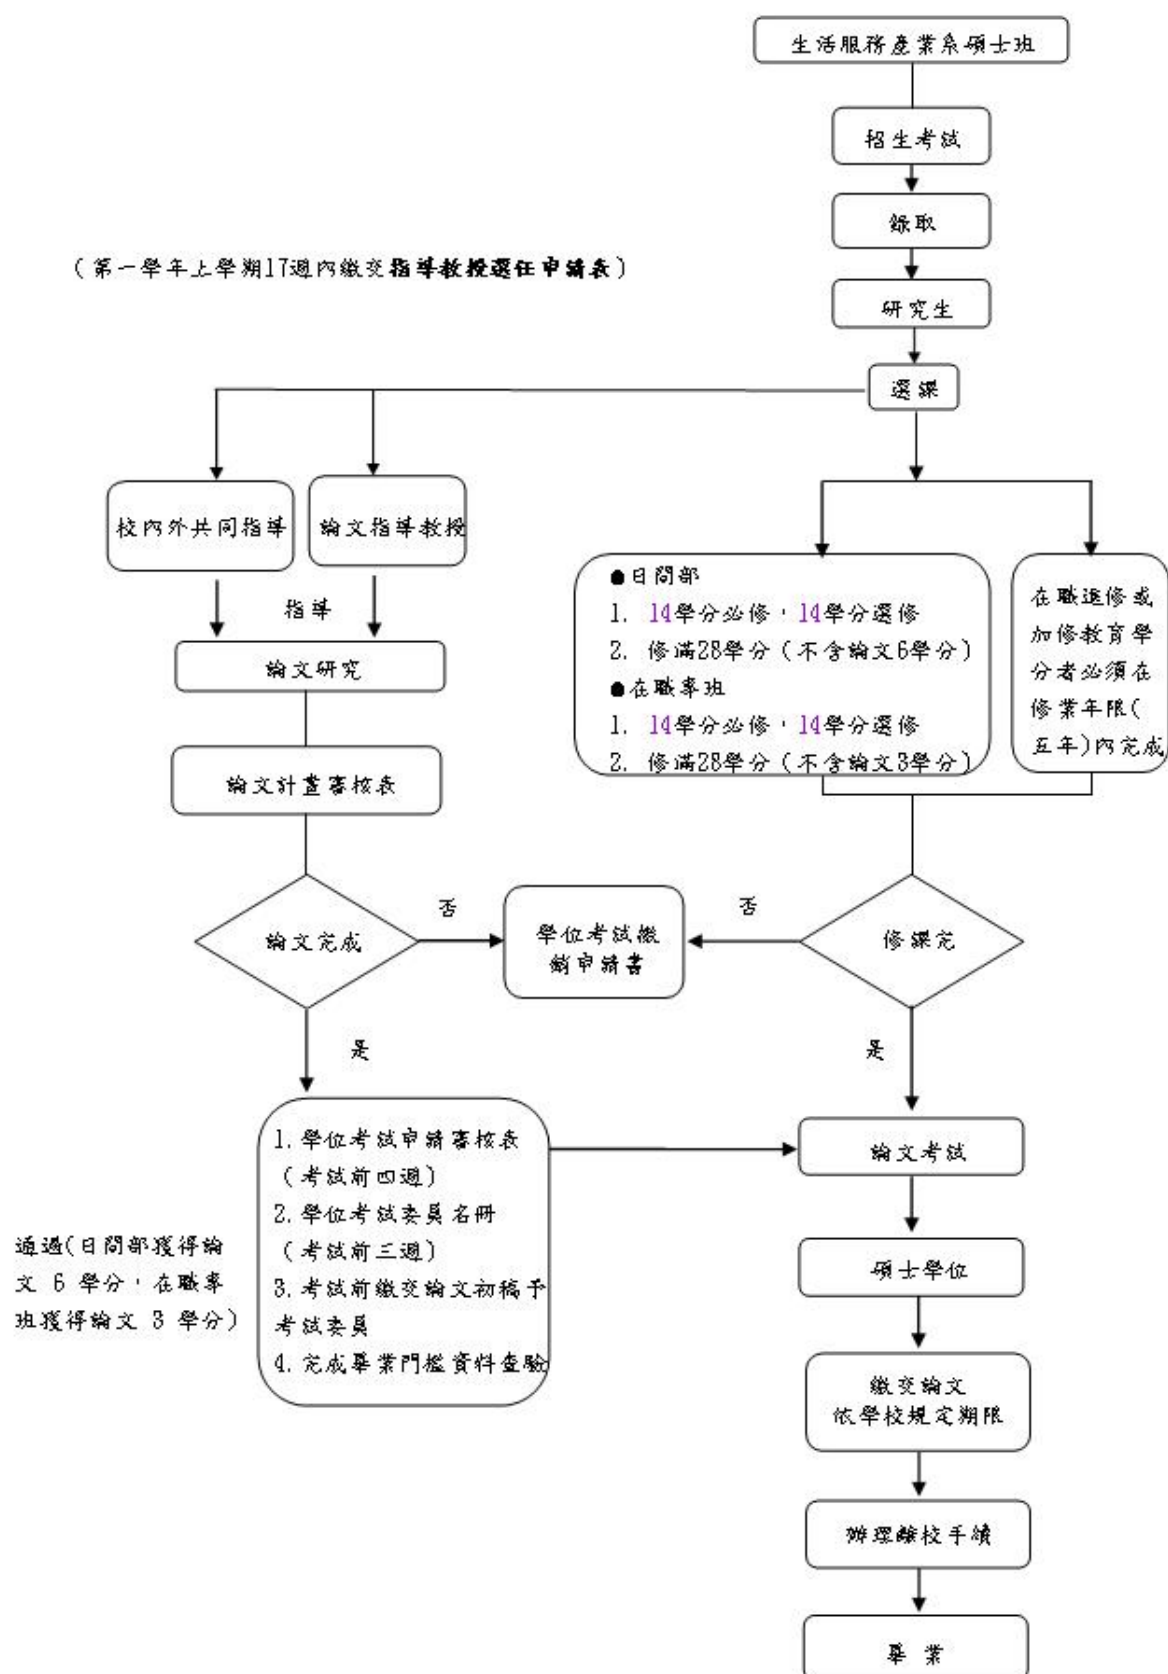 生活服務產業系碩士班
招生考試
錄取
(第一學年上學期17週內繳交指導教授選任申請表)
研究生
選課
校內外共同指導
論文指導教授
指導
論文研究
論文計畫審核表
●日間部
1. 14學分必修，14學分選修
2. 修滿28學分(不含論文6學分)
●在職專班
1. 14學分必修，14學分選修
2. 修滿28學分(不含論文3學分)
在職進修或
加修教育學
分者必須在
修業年限(
五年)內完成
論文完成
否
學位考試撤
銷申請書
否
修課完
是
是
1. 學位考試申請審核表
(考試前四週)
2. 學位考試委員名冊
(考試前三週)
3. 考試前繳交論文初稿予
考試委員
4. 完成畢業門檻資料查驗
通過(日間部獲得論
文 6 學分，在職專
班獲得論文 3 學分)
論文考試
碩士學位
繳交論文
依學校規定期限
辦理離校手續
畢 業